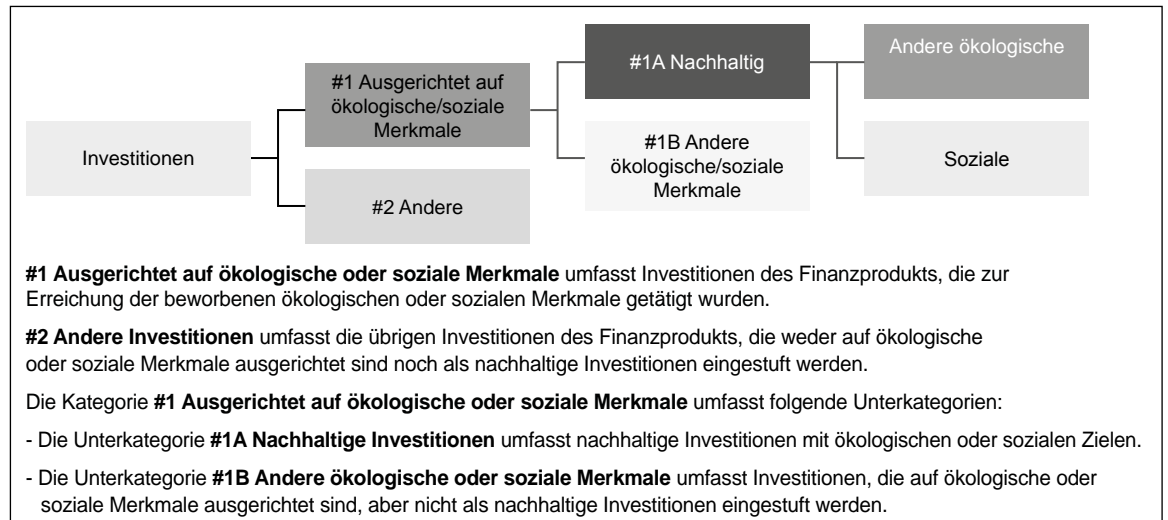 Investitionen
#1 Ausgerichtet auf
ökologische/soziale
Merkmale
#2 Andere
#1A Nachhaltig
#1B Andere
ökologische/soziale
Merkmale
Andere ökologische
Soziale
#1 Ausgerichtet auf ökologische oder soziale Merkmale umfasst Investitionen des Finanzprodukts, die zur
Erreichung der beworbenen ökologischen oder sozialen Merkmale getätigt wurden.
#2 Andere Investitionen umfasst die übrigen Investitionen des Finanzprodukts, die weder auf ökologische
oder soziale Merkmale ausgerichtet sind noch als nachhaltige Investitionen eingestuft werden.
Die Kategorie #1 Ausgerichtet auf ökologische oder soziale Merkmale umfasst folgende Unterkategorien:
- Die Unterkategorie #1A Nachhaltige Investitionen umfasst nachhaltige Investitionen mit ökologischen oder sozialen Zielen.
- Die Unterkategorie #1B Andere ökologische oder soziale Merkmale umfasst Investitionen, die auf ökologische oder
soziale Merkmale ausgerichtet sind, aber nicht als nachhaltige Investitionen eingestuft werden.